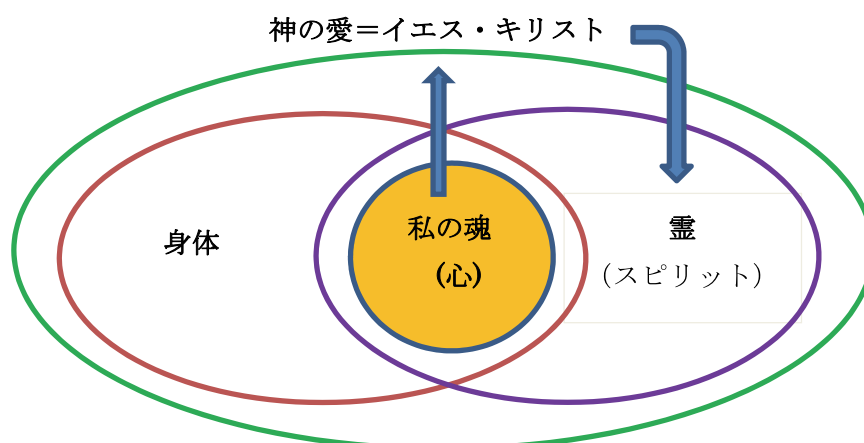 神の愛＝イエス・キリスト
身体
私の魂
（心）
霊
（スピリット）